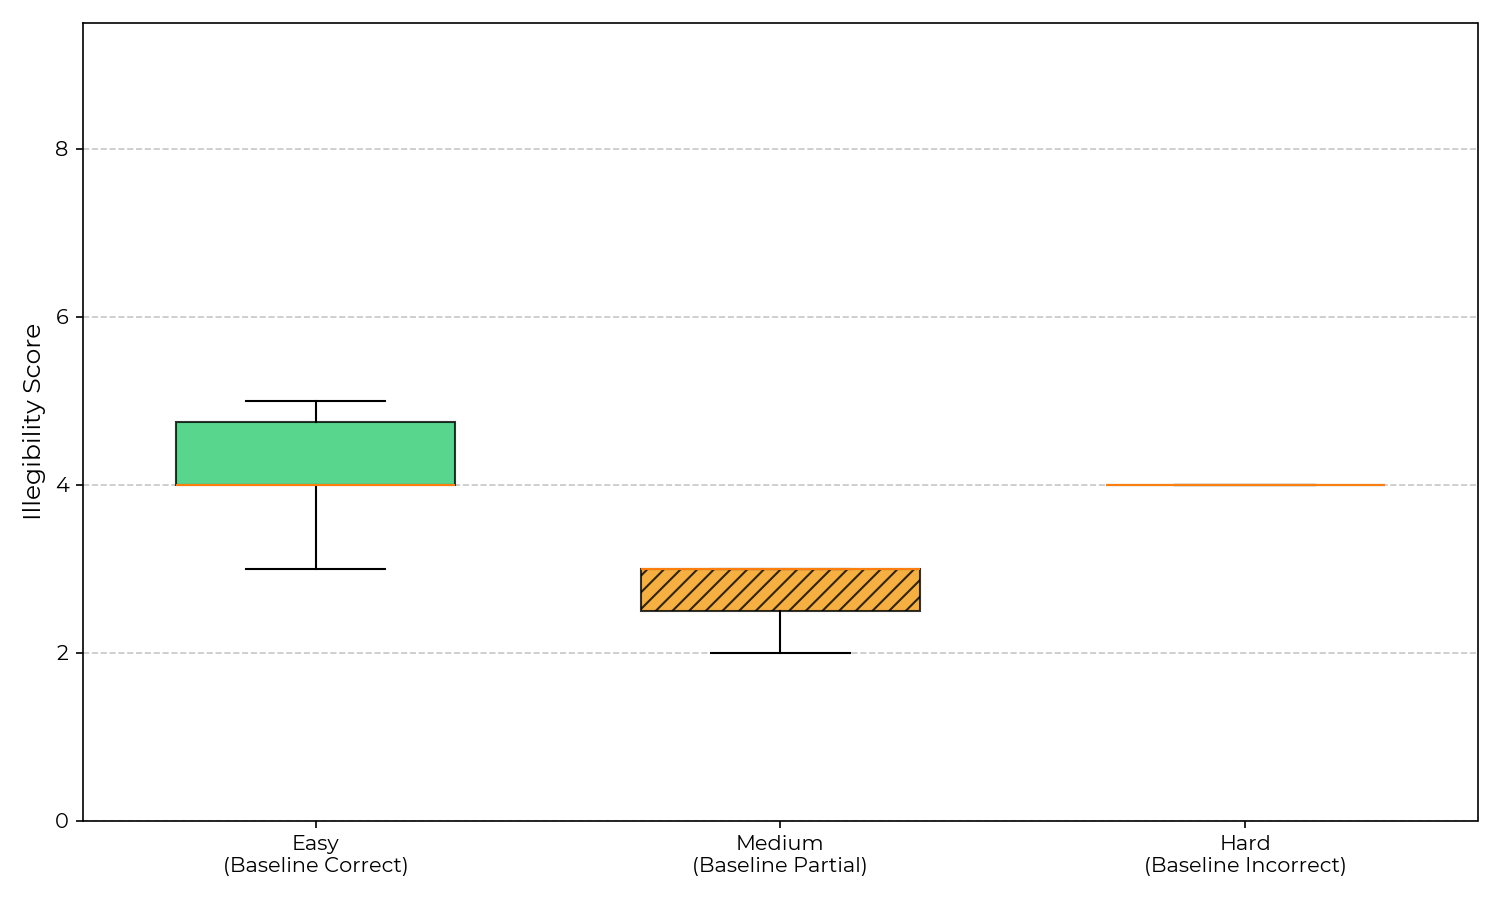 Illegibility Score
8
6
4
2
0
Easy
(Baseline Correct)
Medium
(Baseline Partial)
Hard
(Baseline Incorrect)